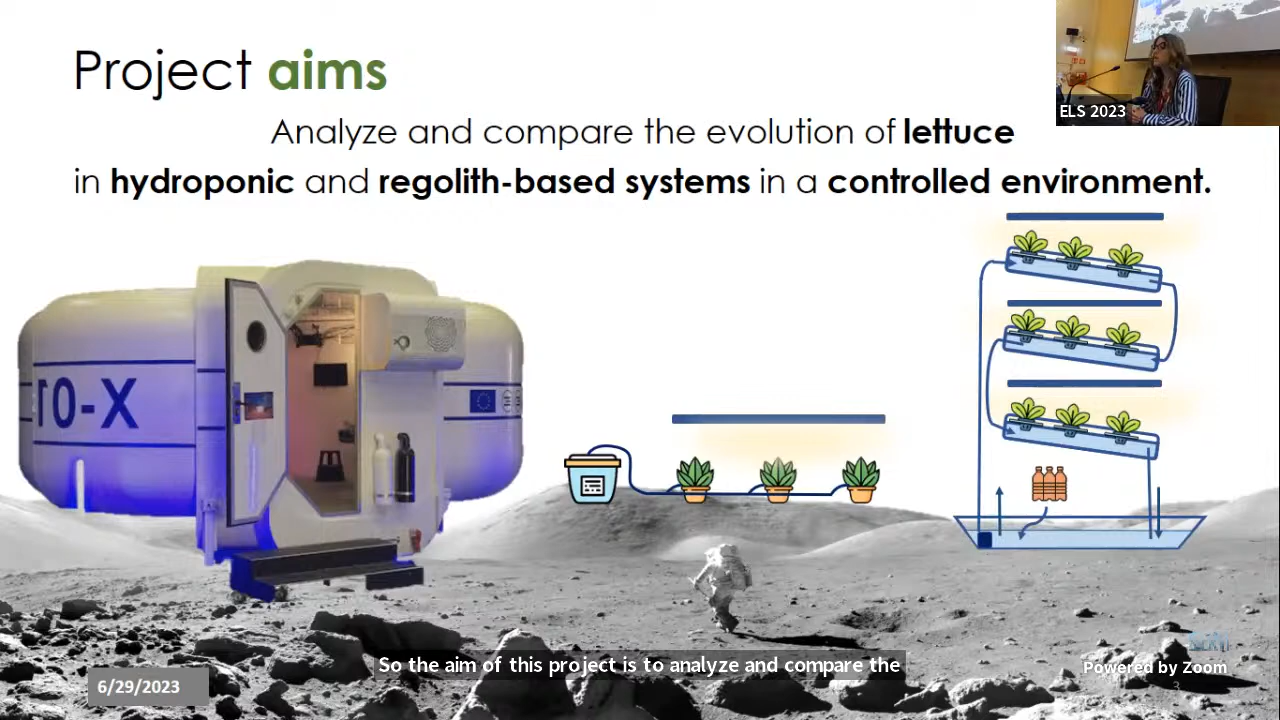 Project aims
ELS 2023
Analyze and compare the evolution of lettuce
in hydroponic and regolith-based systems in a controlled environment.
10-X
So the aim of this project is to analyze and compare the
Powered by Zoom
6/29/2023
3